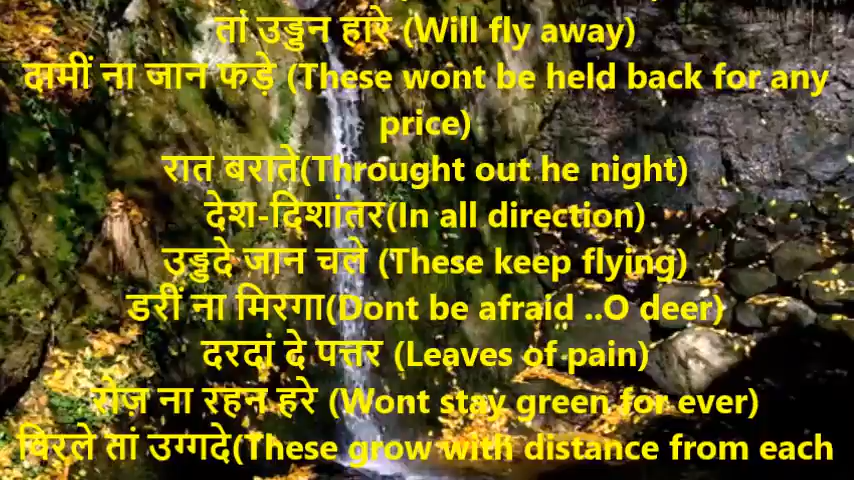 तां उड्डन हारे (Will fly away)
दामीं ना जान फड़े (These wont be held back for any
price)
रात बराते(Throught out he night)
देश-दिशांतर(In all direction)
उड्डदे जान चले (These keep flying)
डरीं ना मिरगा(Dont be afraid ..O deer)
दरदां दे पत्तर (Leaves of pain)
रोज़ ना रहन हरे (Wont stay green for ever)
विरले तां उग्गदे(These grow with distance from each